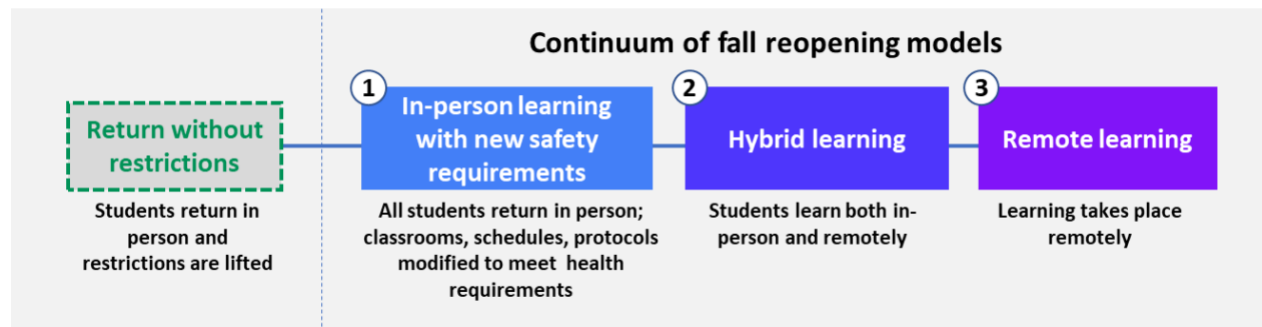 Continuum of fall reopening models
Return without
restrictions
Students return in
person and
restrictions are lifted
1
In-person learning
with new safety
requirements
All students return in person;
classrooms, schedules, protocols
modified to meet health
requirements
2
Hybrid learning
Students learn both in-
person and remotely
3
Remote learning
Learning takes place
remotely